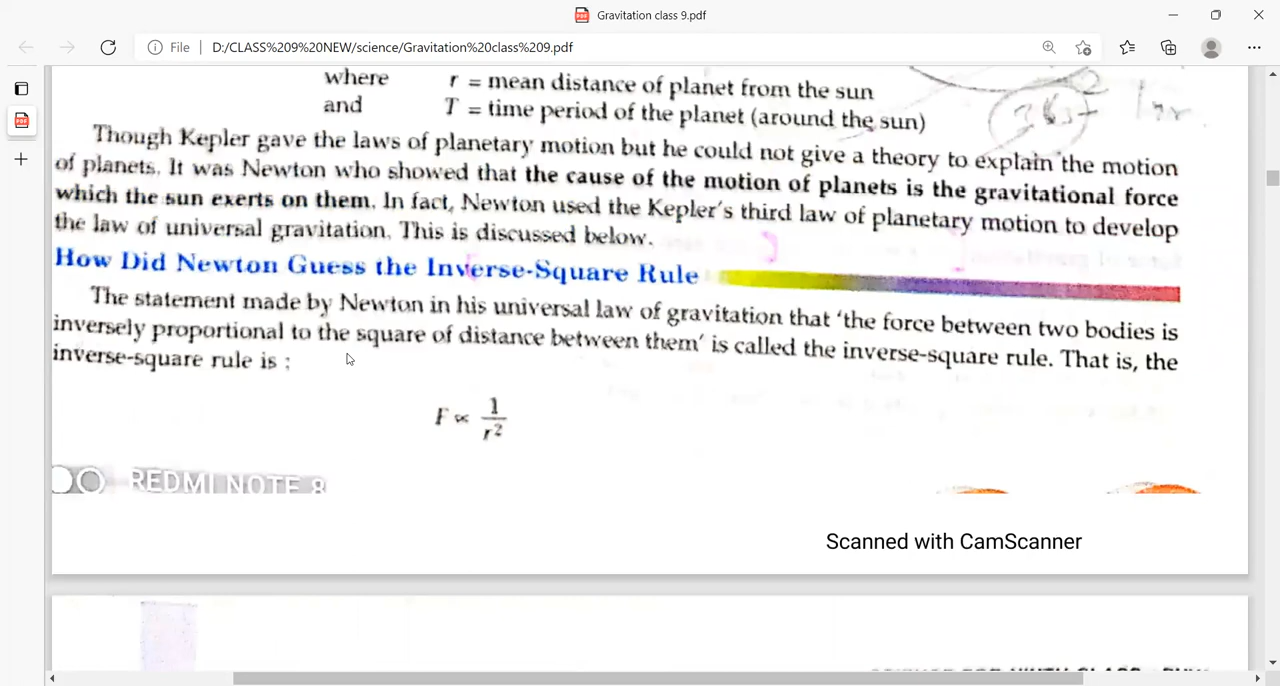 Gravitation class 9.pdf
File | D:/CLASS%209%20NEW/science/Gravitation%20class%209.pdf
where r = mean distance of planet from the sun
and T = time period of the planet (around the sun)
Though Kepler gave the laws of planetary motion but he could not give a theory to explain the motion
of planets. It was Newton who showed that the cause of the motion of planets is the gravitational force
which the sun exerts on them. In fact, Newton used the Kepler's third law of planetary motion to develop
the law of universal gravitation. This is discussed below.
How Did Newton Guess the Inverse-Square Rule
The statement made by Newton in his universal law of gravitation that 'the force between two bodies is
inversely proportional to the square of distance between them' is called the inverse-square rule. That is, the
inverse-square rule is :
F ∝ 1/r²
REDMI NOTE 8
Scanned with CamScanner